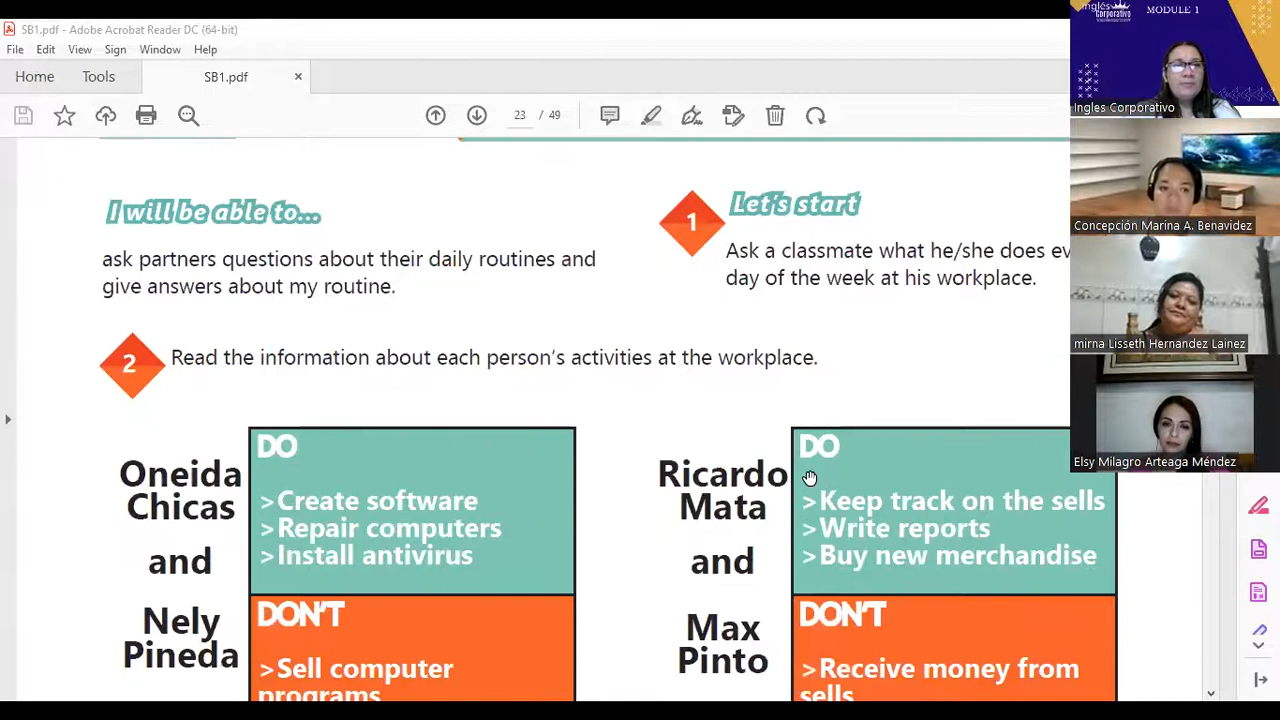 SB1.pdf - Adobe Acrobat Reader DC (64-bit)
File Edit View Sign Window Help
Home Tools SB1.pdf ×
23 / 49
I will be able to...
ask partners questions about their daily routines and
give answers about my routine.
1
Let's start
Ask a classmate what he/she does ev
day of the week at his workplace.
2
Read the information about each person's activities at the workplace.
Oneida
Chicas
and
Nely
Pineda
DO
>Create software
>Repair computers
>Install antivirus
DON'T
>Sell computer
programs
Ricardo
Mata
and
Max
Pinto
DO
>Keep track on the sells
>Write reports
>Buy new merchandise
DON'T
>Receive money from
sells
Inglés
Corporativo
MODULE 1
Ingles Corporativo
Concepción Marina A. Benavidez
mirna Lisseth Hernandez Lainez
Elsy Milagro Arteaga Méndez